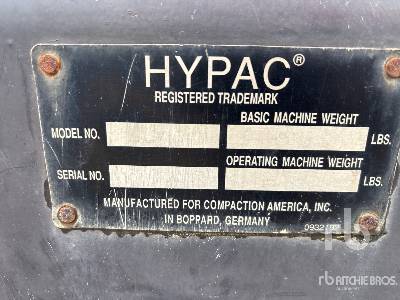 HYPAC®
REGISTERED TRADEMARK
BASIC MACHINE WEIGHT
MODEL NO.
LBS.
OPERATING MACHINE WEIGHT
SERIAL NO.
LBS.
MANUFACTURED FOR COMPACTION AMERICA, INC.
IN BOPPARD, GERMANY
rb
rb RITCHIE BROS.